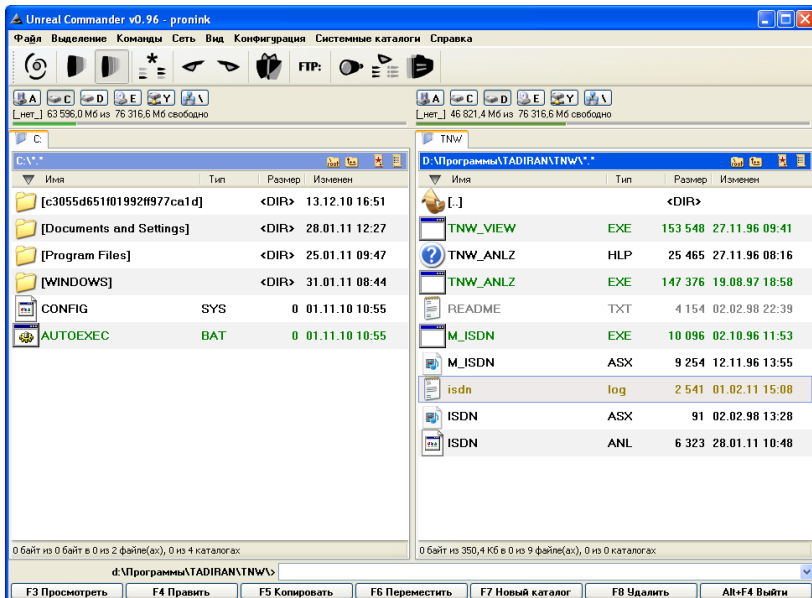 Unreal Commander v0.96 - pronink
Файл Выделение Команды Сеть Вид Конфигурация Системные каталоги Справка
FTP:
A C D E Y \
[_нет_] 63 596,0 Мб из 76 316,6 Мб свободно
C:
C:\*.*
Имя Тип Размер Изменен
[c3055d651f01992ff977ca1d] <DIR> 13.12.10 16:51
[Documents and Settings] <DIR> 28.01.11 12:27
[Program Files] <DIR> 25.01.11 09:47
[WINDOWS] <DIR> 31.01.11 08:44
CONFIG SYS 0 01.11.10 10:55
AUTOEXEC BAT 0 01.11.10 10:55
0 байт из 0 байт в 0 из 2 файле(ах), 0 из 4 каталогах
A C D E Y \
[_нет_] 46 821,4 Мб из 76 316,6 Мб свободно
TNW
D:\Программы\TADIRAN\TNW\*.*
Имя Тип Размер Изменен
[..] <DIR>
TNW_VIEW EXE 153 548 27.11.96 09:41
TNW_ANLZ HLP 25 465 27.11.96 08:16
TNW_ANLZ EXE 147 376 19.08.97 18:58
README TXT 4 154 02.02.98 22:39
M_ISDN EXE 10 096 02.10.96 11:53
M_ISDN ASX 9 254 12.11.96 13:55
isdn log 2 541 01.02.11 15:08
ISDN ASX 91 02.02.98 13:28
ISDN ANL 6 323 28.01.11 10:48
0 байт из 350,4 Кб в 0 из 9 файле(ах), 0 из 0 каталогах
d:\Программы\TADIRAN\TNW\>
F3 Просмотреть F4 Править F5 Копировать F6 Переместить F7 Новый каталог F8 Удалить Alt+F4 Выйти